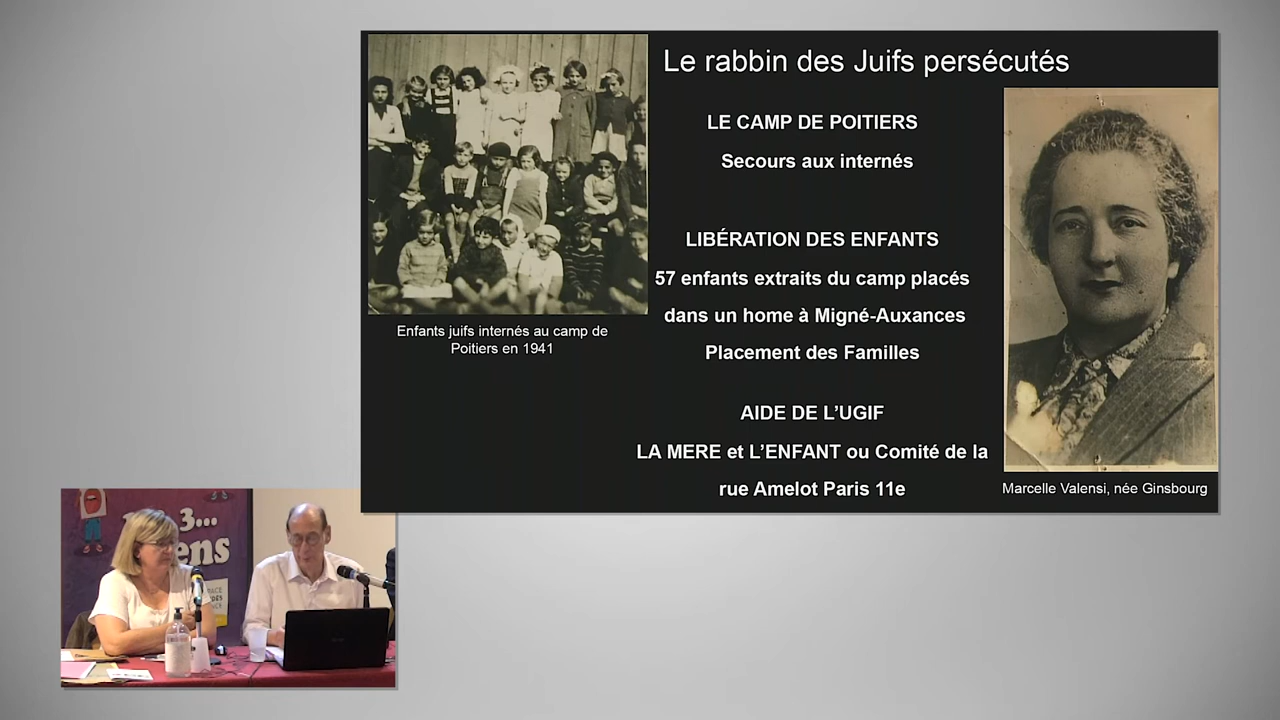 Le rabbin des Juifs persécutés
LE CAMP DE POITIERS
Secours aux internés
LIBÉRATION DES ENFANTS
57 enfants extraits du camp placés
dans un home à Migné-Auxances
Placement des Familles
AIDE DE L'UGIF
LA MERE et L'ENFANT ou Comité de la
rue Amelot Paris 11e
Enfants juifs internés au camp de
Poitiers en 1941
Marcelle Valensi, née Ginsbourg
3...